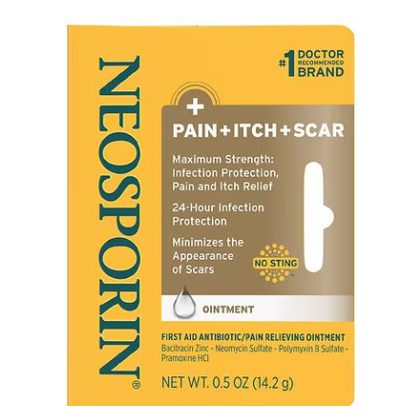 #1 DOCTOR
RECOMMENDED
BRAND
NEOSPORIN®
+
PAIN+ITCH+SCAR
Maximum Strength:
Infection Protection,
Pain and Itch Relief
24-Hour Infection
Protection
Minimizes the
Appearance
of Scars
NO STING
OINTMENT
FIRST AID ANTIBIOTIC/PAIN RELIEVING OINTMENT
Bacitracin Zinc - Neomycin Sulfate - Polymyxin B Sulfate -
Pramoxine HCl
NET WT. 0.5 OZ (14.2 g)